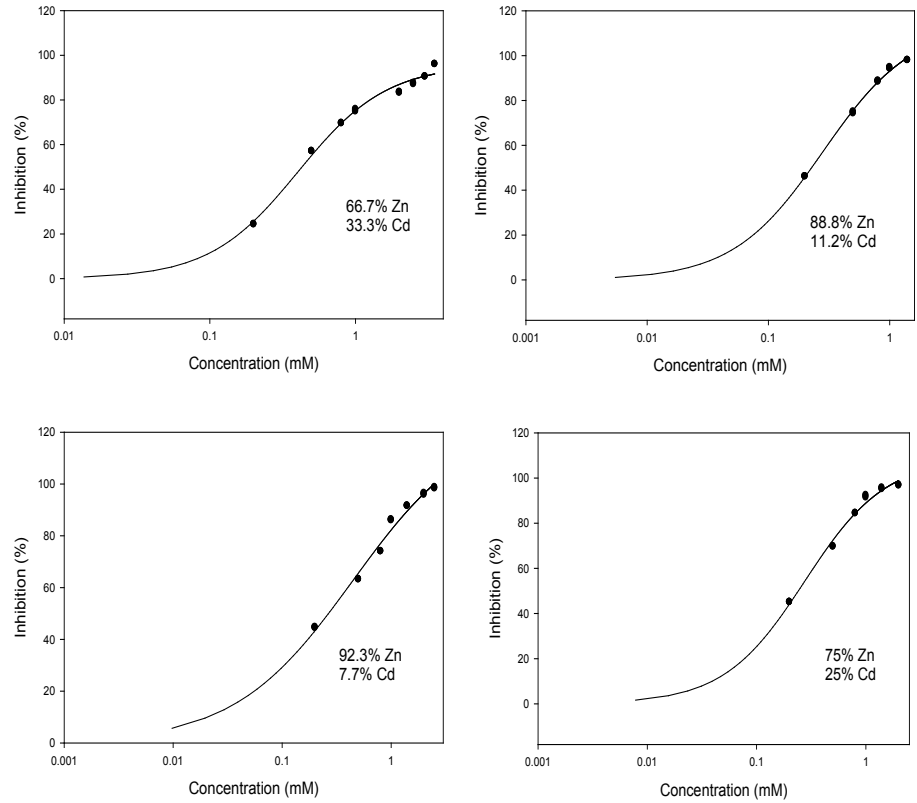 120
100
80
60
40
20
0
Inhibition (%)
66.7% Zn
33.3% Cd
0.01
0.1
1
Concentration (mM)
120
100
80
60
40
20
0
Inhibition (%)
88.8% Zn
11.2% Cd
0.001
0.01
0.1
1
Concentration (mM)
120
100
80
60
40
20
0
Inhibition (%)
92.3% Zn
7.7% Cd
0.001
0.01
0.1
1
Concentration (mM)
120
100
80
60
40
20
0
Inhibition (%)
75% Zn
25% Cd
0.001
0.01
0.1
1
Concentration (mM)